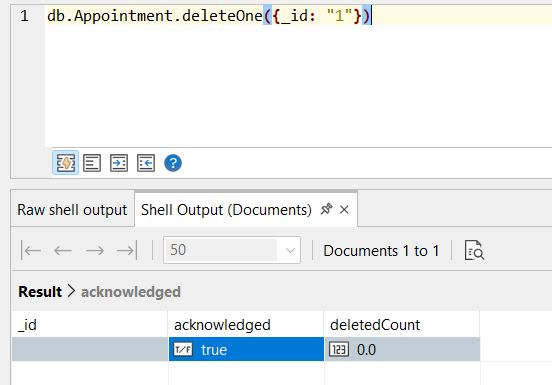 1 db.Appointment.deleteOne({_id: "1"})
?
Raw shell output Shell Output (Documents) ×
50 Documents 1 to 1
Result > acknowledged
_id acknowledged deletedCount
T/F true 123 0.0